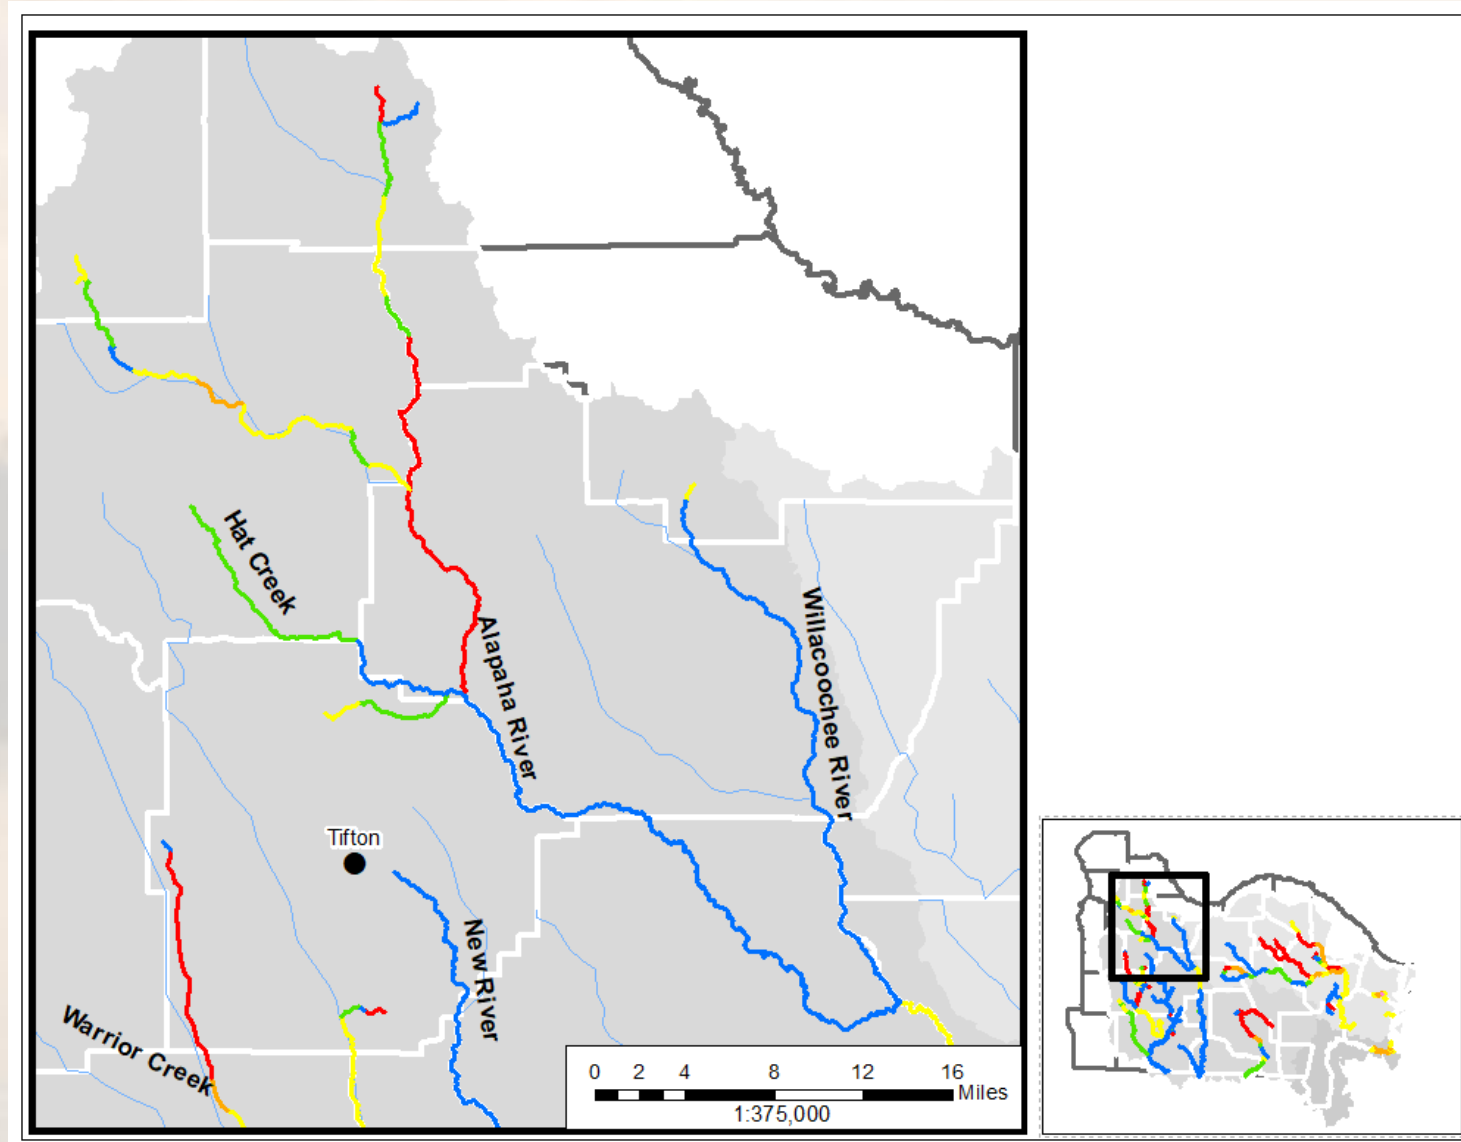 Hat Creek
Alapaha River
Willacoochee River
Tifton
New River
Warrior Creek
0 2 4 8 12 16
Miles
1:375,000